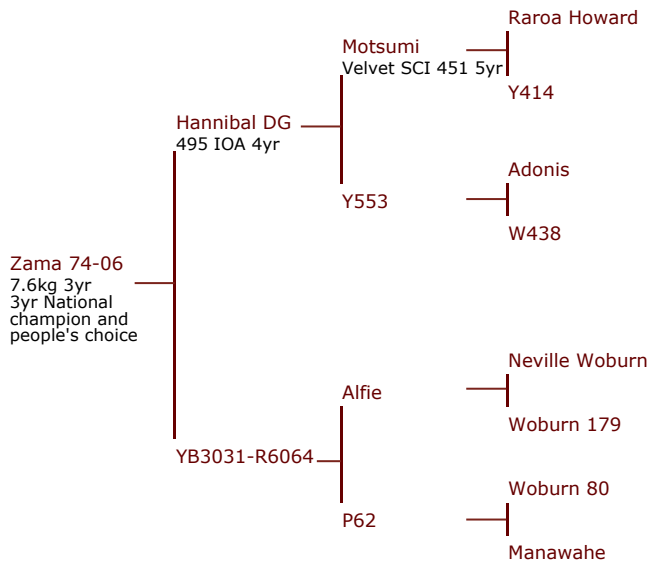 Raroa Howard
Motsumi
Velvet SCI 451 5yr
Y414
Hannibal DG
495 IOA 4yr
Adonis
Y553
W438
Zama 74-06
7.6kg 3yr
3yr National
champion and
people's choice
Neville Woburn
Alfie
Woburn 179
YB3031-R6064
Woburn 80
P62
Manawahe